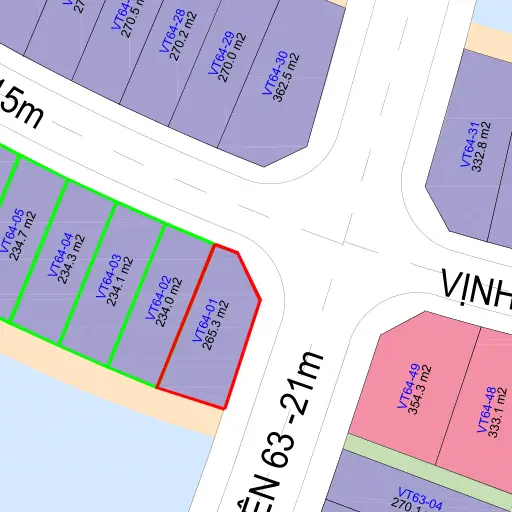 270.5 m2
VT64-28
270.2 m2
VT64-29
270.0 m2
VT64-30
362.5 m2
VT64-31
332.8 m2
15m
VT64-05
234.7 m2
VT64-04
234.3 m2
VT64-03
234.1 m2
VT64-02
234.0 m2
VT64-01
265.3 m2
VỊNH
ÊN 63 -21m
VT64-49
354.3 m2
VT64-48
333.1 m2
VT63-04